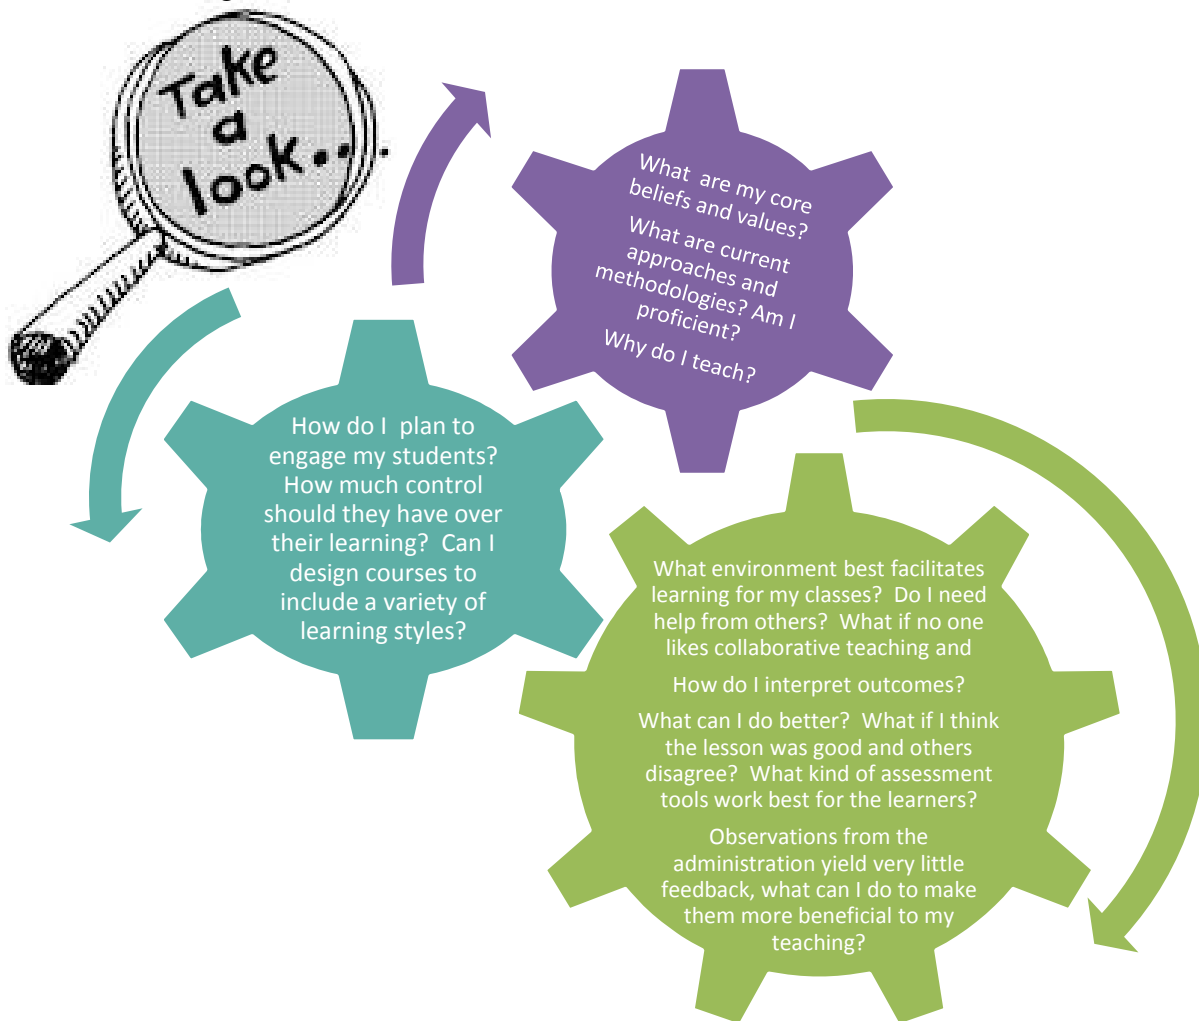 Take
a
look...
What are my core
beliefs and values?
What are current
approaches and
methodologies? Am I
proficient?
Why do I teach?
How do I plan to
engage my students?
How much control
should they have over
their learning? Can I
design courses to
include a variety of
learning styles?
What environment best facilitates
learning for my classes? Do I need
help from others? What if no one
likes collaborative teaching and
How do I interpret outcomes?
What can I do better? What if I think
the lesson was good and others
disagree? What kind of assessment
tools work best for the learners?
Observations from the
administration yield very little
feedback, what can I do to make
them more beneficial to my
teaching?